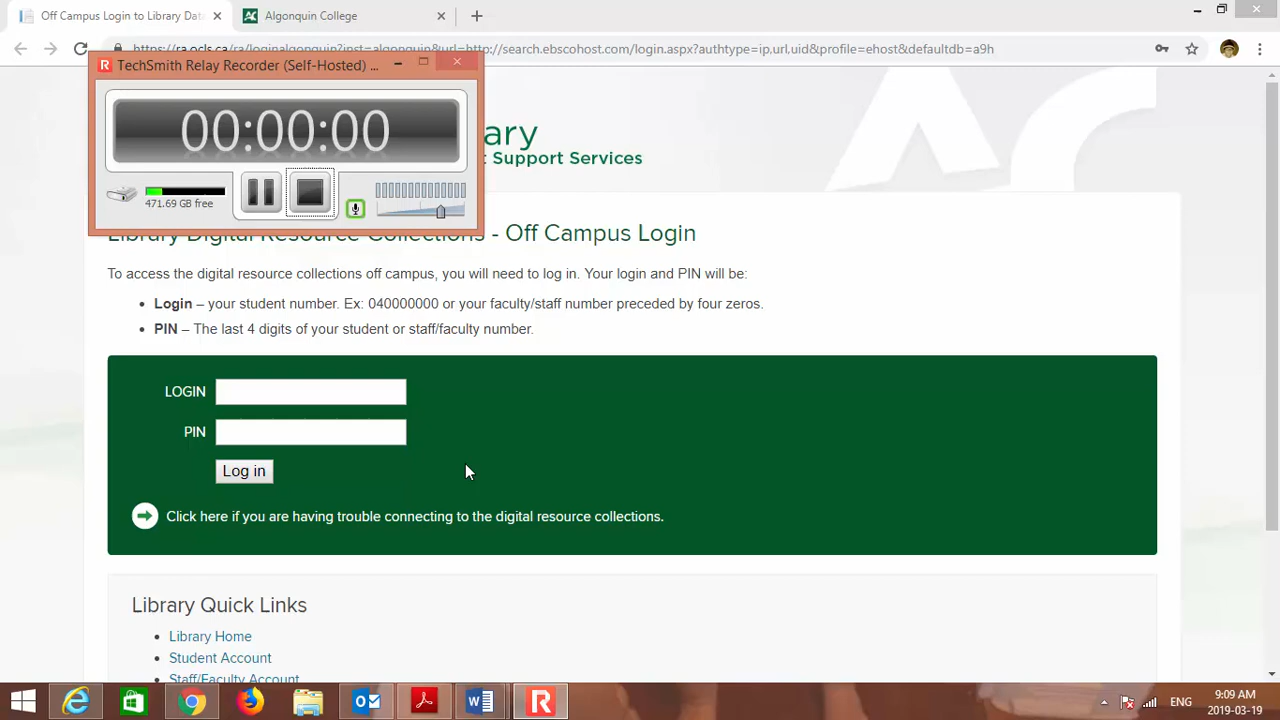 Off Campus Login to Library Data
Algonquin College
https://ra.ocls.ca/ra/loginalgonquin?inst=algonquin&url=http://search.ebscohost.com/login.aspx?authtype=ip,url,uid&profile=ehost&defaultdb=a9h
TechSmith Relay Recorder (Self-Hosted) ...
00:00:00
471.69 GB free
ary
t Support Services
Library Digital Resource Collections - Off Campus Login
To access the digital resource collections off campus, you will need to log in. Your login and PIN will be:
• Login – your student number. Ex: 040000000 or your faculty/staff number preceded by four zeros.
• PIN – The last 4 digits of your student or staff/faculty number.
LOGIN
PIN
Log in
Click here if you are having trouble connecting to the digital resource collections.
Library Quick Links
• Library Home
• Student Account
• Staff/Faculty Account
ENG
9:09 AM
2019-03-19